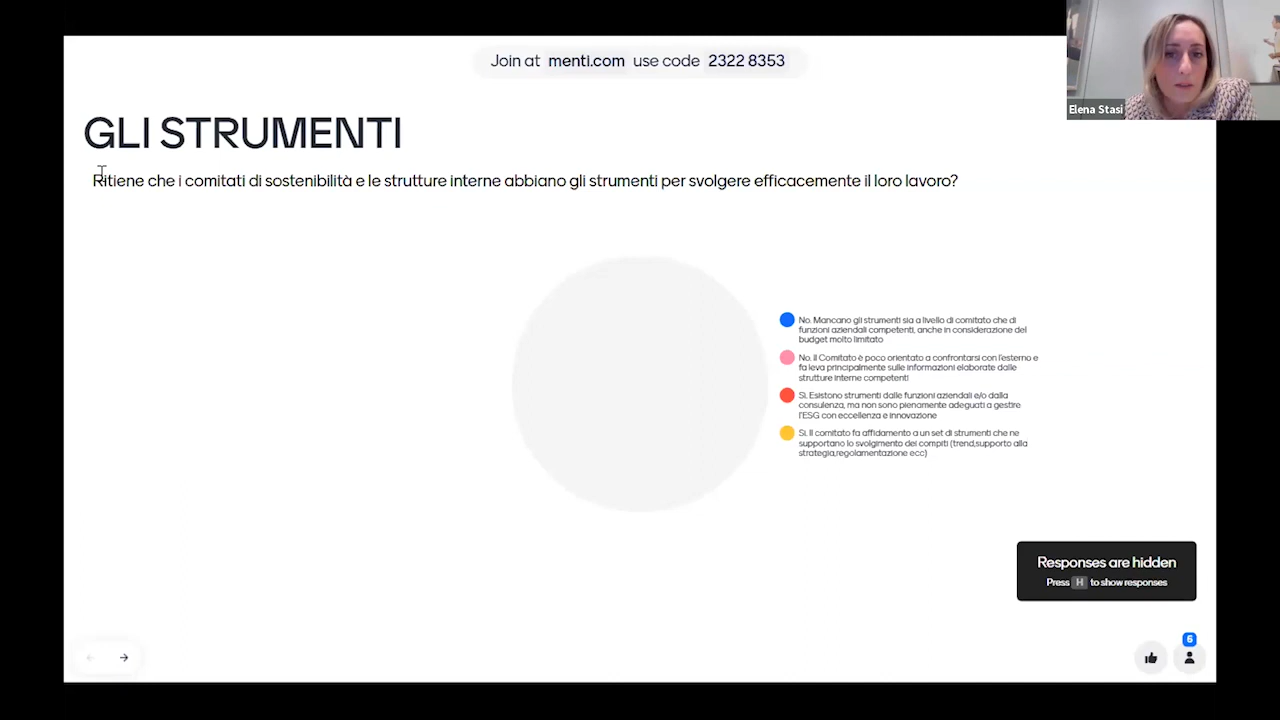 Join at menti.com use code 2322 8353
Elena Stasi
GLI STRUMENTI
Ritiene che i comitati di sostenibilità e le strutture interne abbiano gli strumenti per svolgere efficacemente il loro lavoro?
No. Mancano gli strumenti sia a livello di comitato che di
funzioni aziendali competenti, anche in considerazione del
budget molto limitato
No. Il Comitato è poco orientato a confrontarsi con l'esterno e
fa leva principalmente sulle informazioni elaborate dalle
strutture interne competenti
Sì. Esistono strumenti dalle funzioni aziendali e/o dalla
consulenza, ma non sono pienamente adeguati a gestire
l'ESG con eccellenza e innovazione
Sì. Il comitato fa affidamento a un set di strumenti che ne
supportano lo svolgimento dei compiti (trend,supporto alla
strategia,regolamentazione ecc)
Responses are hidden
Press H to show responses
6